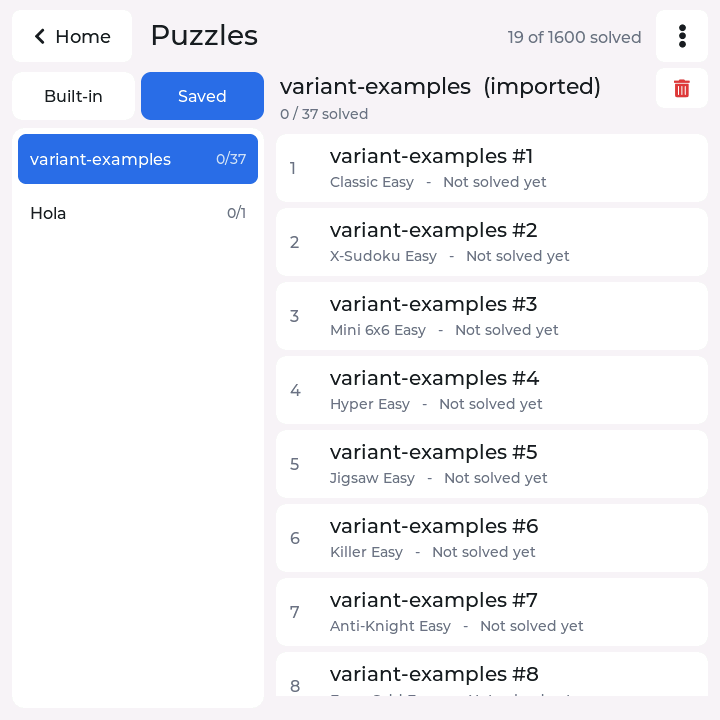 Home
Puzzles
19 of 1600 solved
Built-in
Saved
variant-examples 0/37
Hola 0/1
variant-examples (imported)
0 / 37 solved
1
variant-examples #1
Classic Easy - Not solved yet
2
variant-examples #2
X-Sudoku Easy - Not solved yet
3
variant-examples #3
Mini 6x6 Easy - Not solved yet
4
variant-examples #4
Hyper Easy - Not solved yet
5
variant-examples #5
Jigsaw Easy - Not solved yet
6
variant-examples #6
Killer Easy - Not solved yet
7
variant-examples #7
Anti-Knight Easy - Not solved yet
8
variant-examples #8